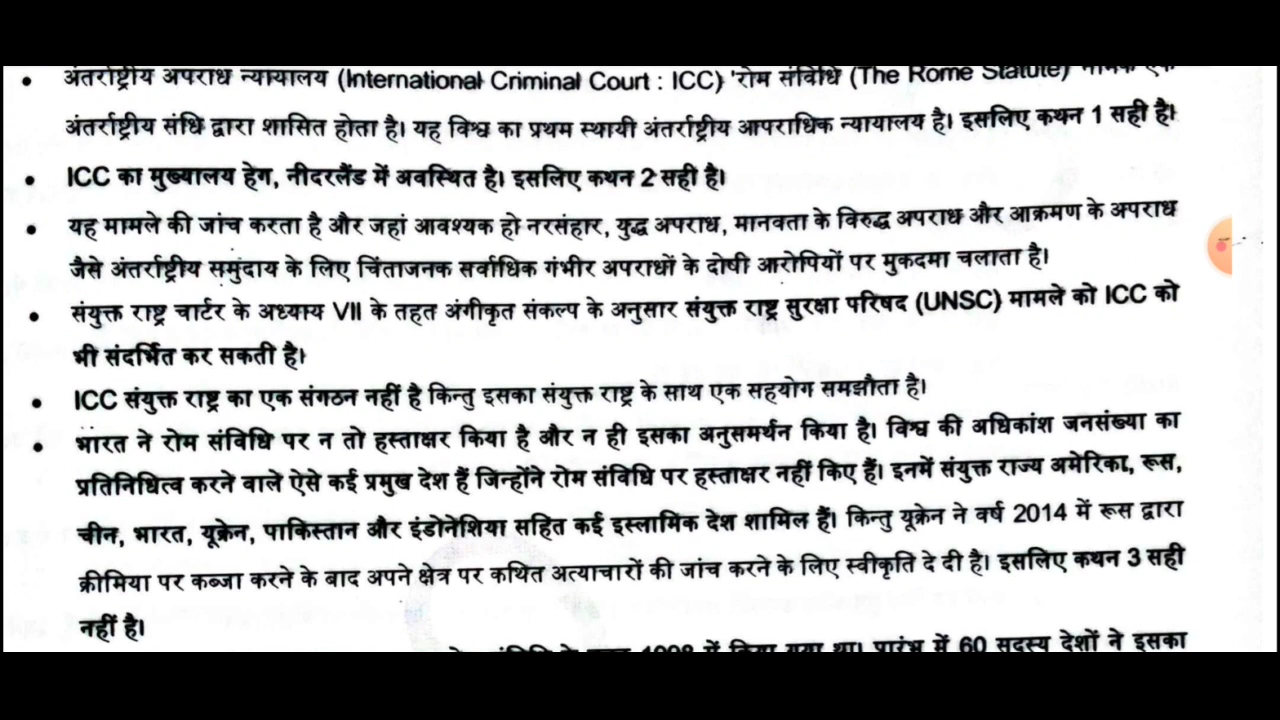 अंतर्राष्ट्रीय अपराध न्यायालय (International Criminal Court : ICC) 'रोम संविधि (The Rome Statute) नामक एक
अंतर्राष्ट्रीय संधि द्वारा शासित होता है। यह विश्व का प्रथम स्थायी अंतर्राष्ट्रीय आपराधिक न्यायालय है। इसलिए कथन 1 सही है।
ICC का मुख्यालय हेग, नीदरलैंड में अवस्थित है। इसलिए कथन 2 सही है।
यह मामले की जांच करता है और जहां आवश्यक हो नरसंहार, युद्ध अपराध, मानवता के विरुद्ध अपराध और आक्रमण के अपराध
जैसे अंतर्राष्ट्रीय समुंदाय के लिए चिंताजनक सर्वाधिक गंभीर अपराधों के दोषी आरोपियों पर मुकदमा चलाता है।
संयुक्त राष्ट्र चार्टर के अध्याय VII के तहत अंगीकृत संकल्प के अनुसार संयुक्त राष्ट्र सुरक्षा परिषद (UNSC) मामले को ICC को
भी संदर्भित कर सकती है।
ICC संयुक्त राष्ट्र का एक संगठन नहीं है किन्तु इसका संयुक्त राष्ट्र के साथ एक सहयोग समझौता है।
भारत ने रोम संविधि पर न तो हस्ताक्षर किया है और न ही इसका अनुसमर्थन किया है। विश्व की अधिकांश जनसंख्या का
प्रतिनिधित्व करने वाले ऐसे कई प्रमुख देश हैं जिन्होंने रोम संविधि पर हस्ताक्षर नहीं किए हैं। इनमें संयुक्त राज्य अमेरिका, रूस,
चीन, भारत, यूक्रेन, पाकिस्तान और इंडोनेशिया सहित कई इस्लामिक देश शामिल हैं। किन्तु यूक्रेन ने वर्ष 2014 में रूस द्वारा
क्रीमिया पर कब्जा करने के बाद अपने क्षेत्र पर कथित अत्याचारों की जांच करने के लिए स्वीकृति दे दी है। इसलिए कथन 3 सही
नहीं है।
1998 में किया गया था। प्रारंभ में 60 सदस्य देशों ने इसका